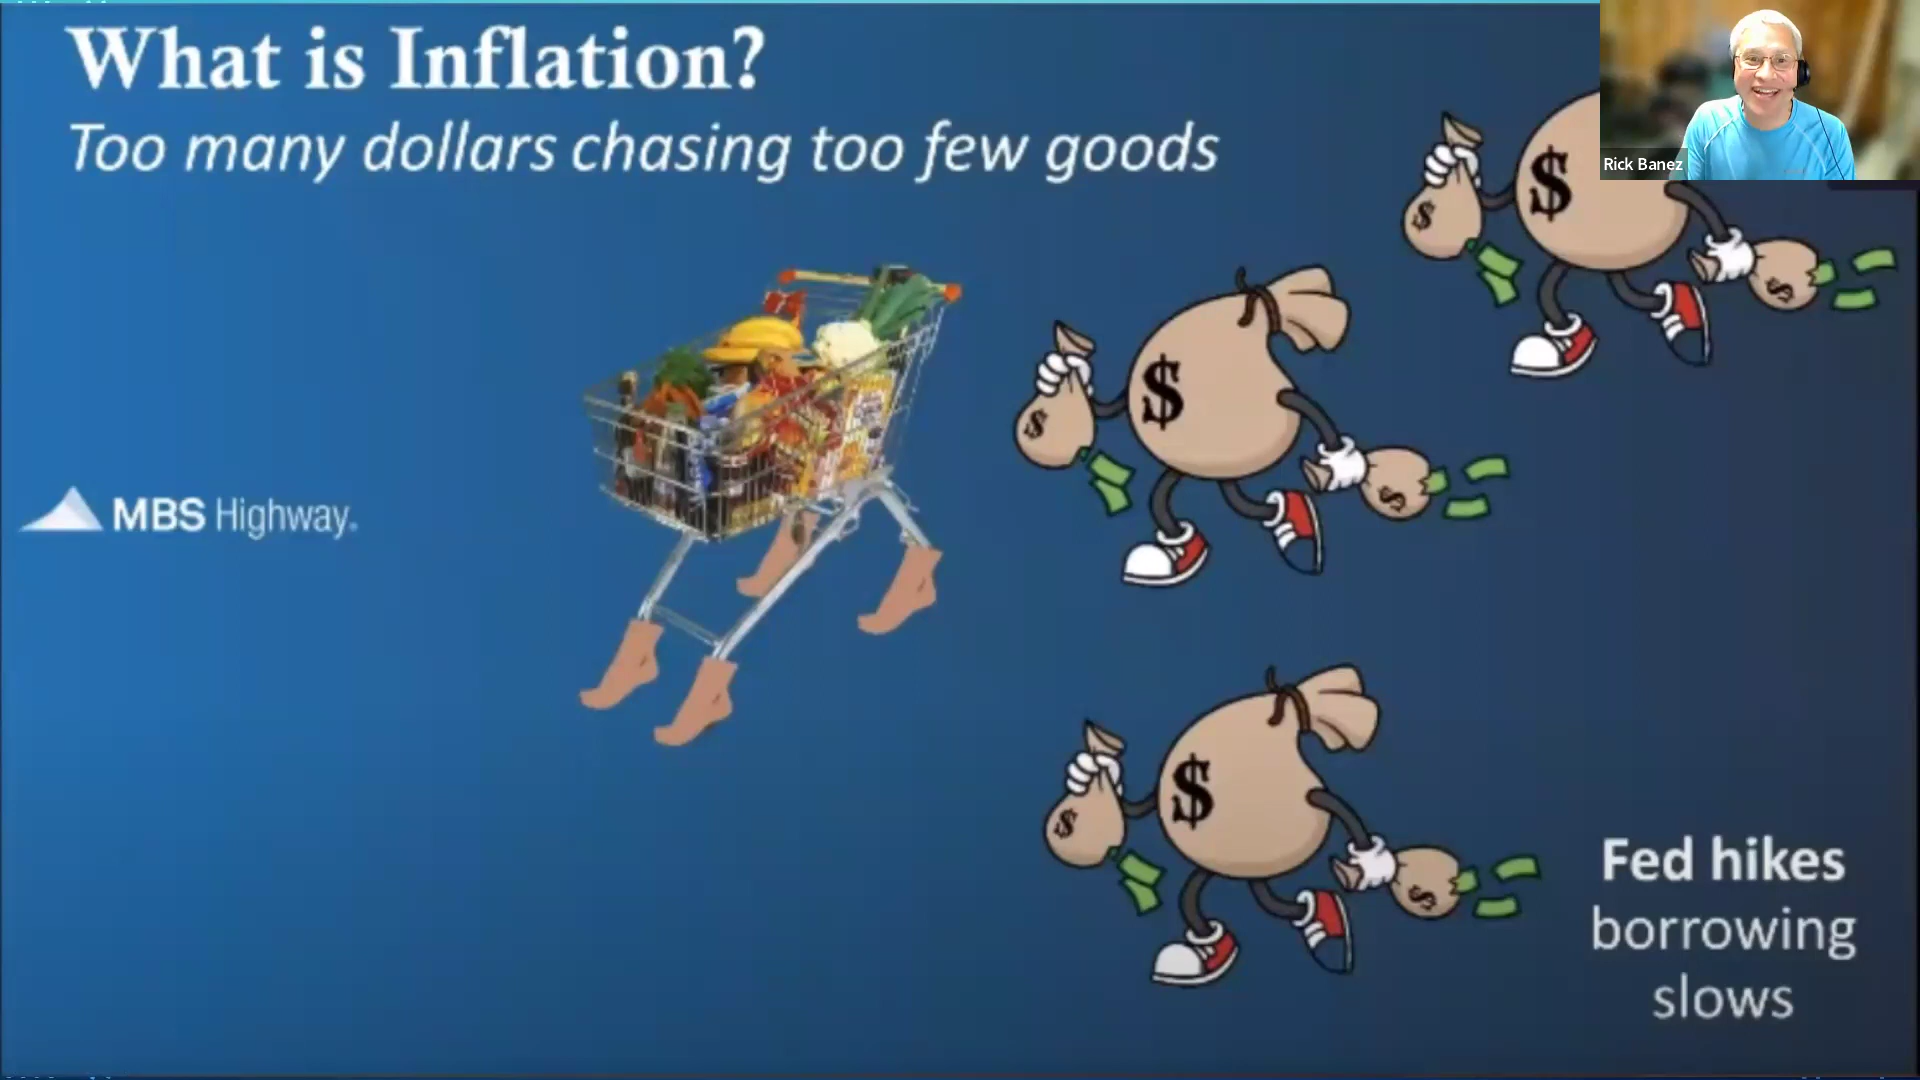 What is Inflation?
Too many dollars chasing too few goods
Rick Banez
$
$
$
$
$
$
MBS Highway.
$
$
$
Fed hikes
borrowing
slows